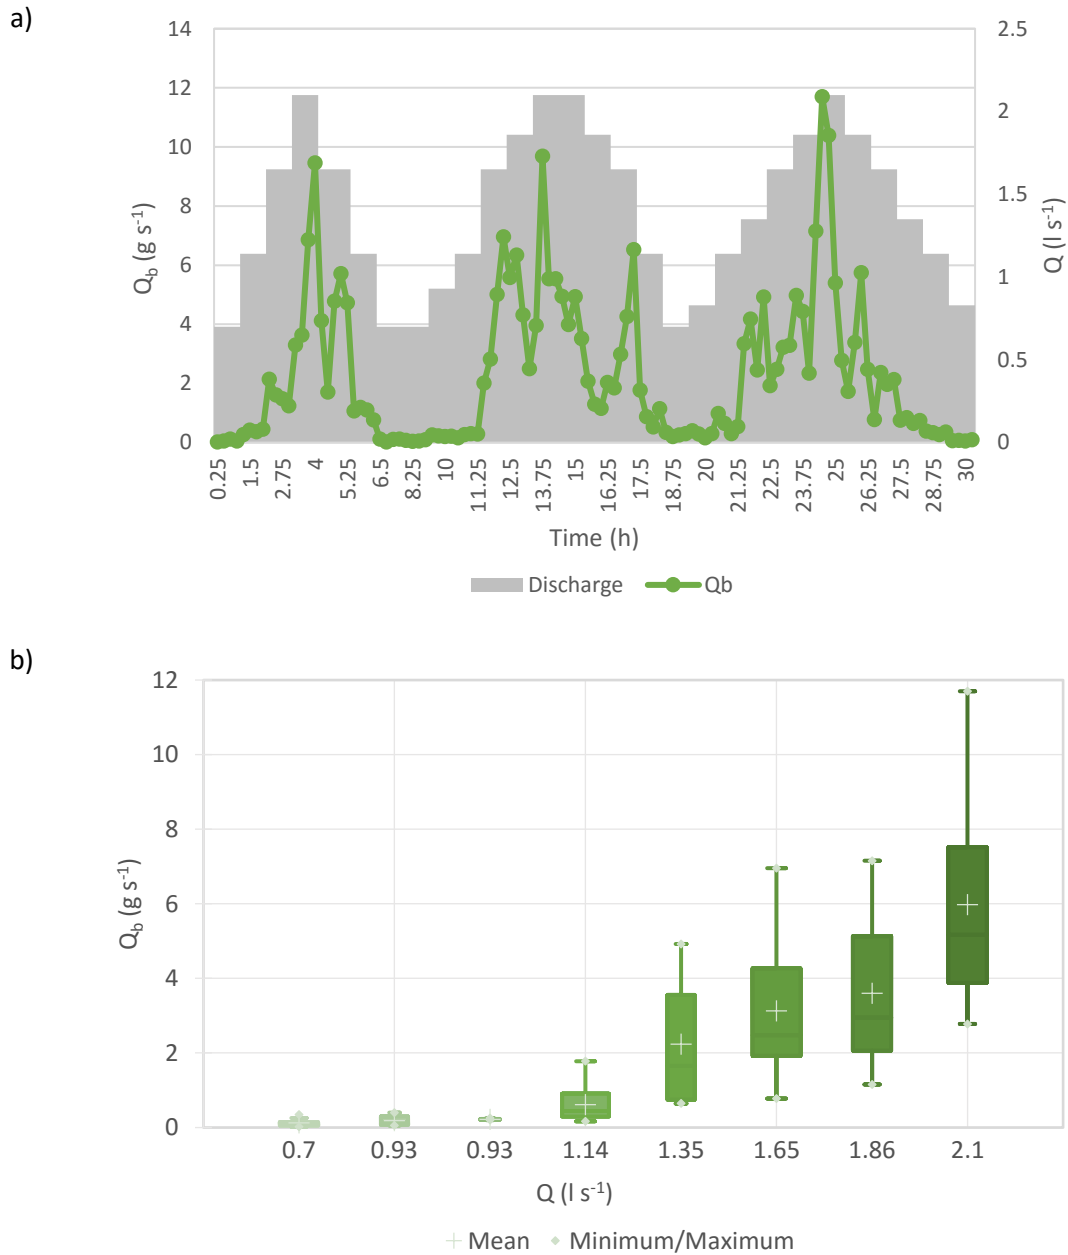 a)
14
12
10
8
6
4
2
0
2.5
2
1.5
1
0.5
0
Q_b (g s⁻¹)
Q (l s⁻¹)
0.25 1.5 2.75 4 5.25 6.5 8.25 10 11.25 12.5 13.75 15 16.25 17.5 18.75 20 21.25 22.5 23.75 25 26.25 27.5 28.75 30
Time (h)
Discharge Qb
b)
12
10
8
6
4
2
0
Q_b (g s⁻¹)
0.7 0.93 0.93 1.14 1.35 1.65 1.86 2.1
Q (l s⁻¹)
Mean Minimum/Maximum